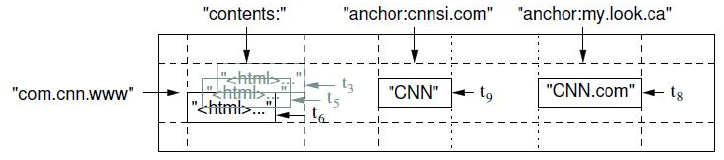 "contents:" "anchor:cnnsi.com" "anchor:my.look.ca"
"<html>..." t3
"com.cnn.www" "<html>..." t5 "CNN" t9 "CNN.com" t8
"<html>..." t6